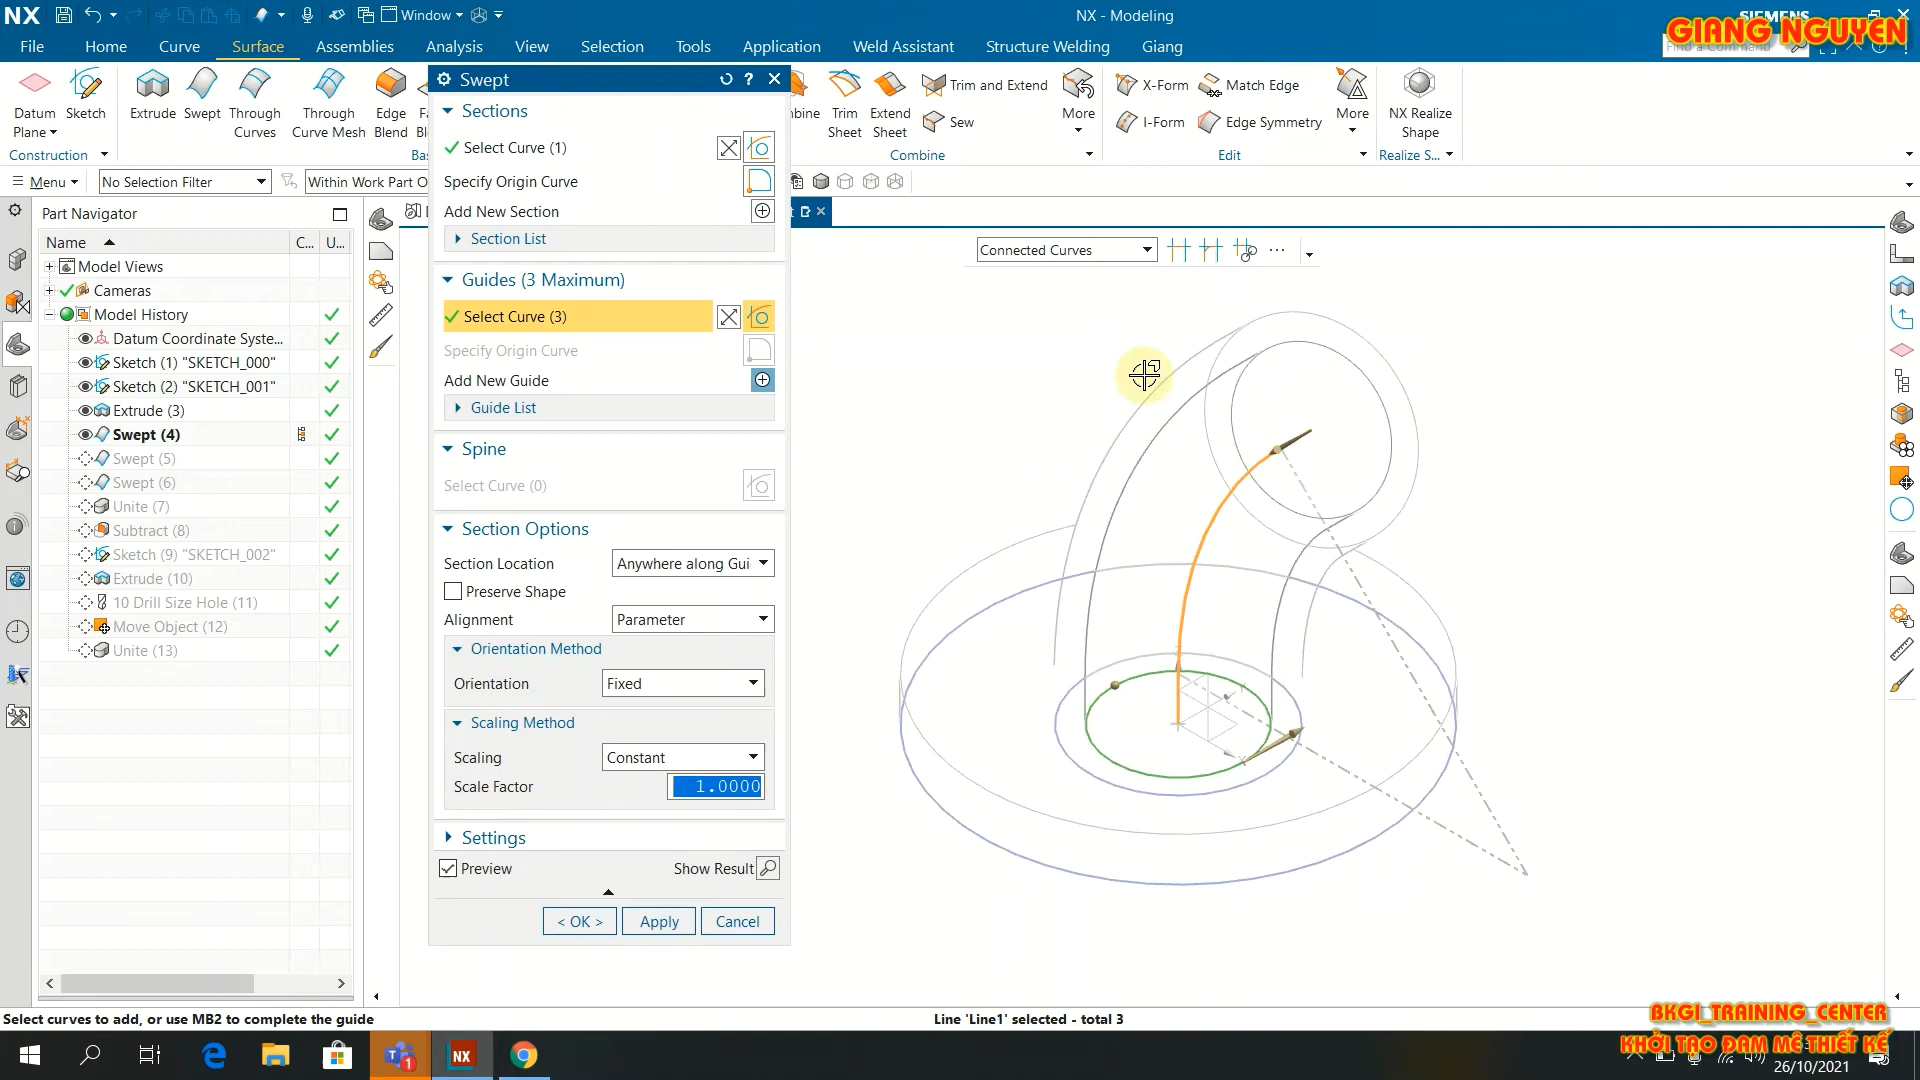 NX
Window
NX - Modeling
SIEMENS
GIANG NGUYEN
File
Home
Curve
Surface
Assemblies
Analysis
View
Selection
Tools
Application
Weld Assistant
Structure Welding
Giang
Find a Command
Datum
Plane
Sketch
Extrude
Swept
Through
Curves
Through
Curve Mesh
Edge
Blend
Trim
Sheet
Extend
Sheet
Trim and Extend
Sew
More
X-Form
I-Form
Match Edge
Edge Symmetry
More
NX Realize
Shape
Construction
Combine
Edit
Realize S...
Menu
No Selection Filter
Within Work Part O
Part Navigator
Name
C...
U...
Model Views
Cameras
Model History
Datum Coordinate Syste...
Sketch (1) "SKETCH_000"
Sketch (2) "SKETCH_001"
Extrude (3)
Swept (4)
Swept (5)
Swept (6)
Unite (7)
Subtract (8)
Sketch (9) "SKETCH_002"
Extrude (10)
10 Drill Size Hole (11)
Move Object (12)
Unite (13)
Swept
Sections
Select Curve (1)
Specify Origin Curve
Add New Section
Section List
Guides (3 Maximum)
Select Curve (3)
Specify Origin Curve
Add New Guide
Guide List
Spine
Select Curve (0)
Section Options
Section Location
Anywhere along Gui
Preserve Shape
Alignment
Parameter
Orientation Method
Orientation
Fixed
Scaling Method
Scaling
Constant
Scale Factor
1.0000
Settings
Preview
Show Result
< OK >
Apply
Cancel
Connected Curves
Select curves to add, or use MB2 to complete the guide
Line 'Line1' selected - total 3
BKGI_TRAINING_CENTER
KHỞI TẠO ĐAM MÊ THIẾT KẾ
26/10/2021